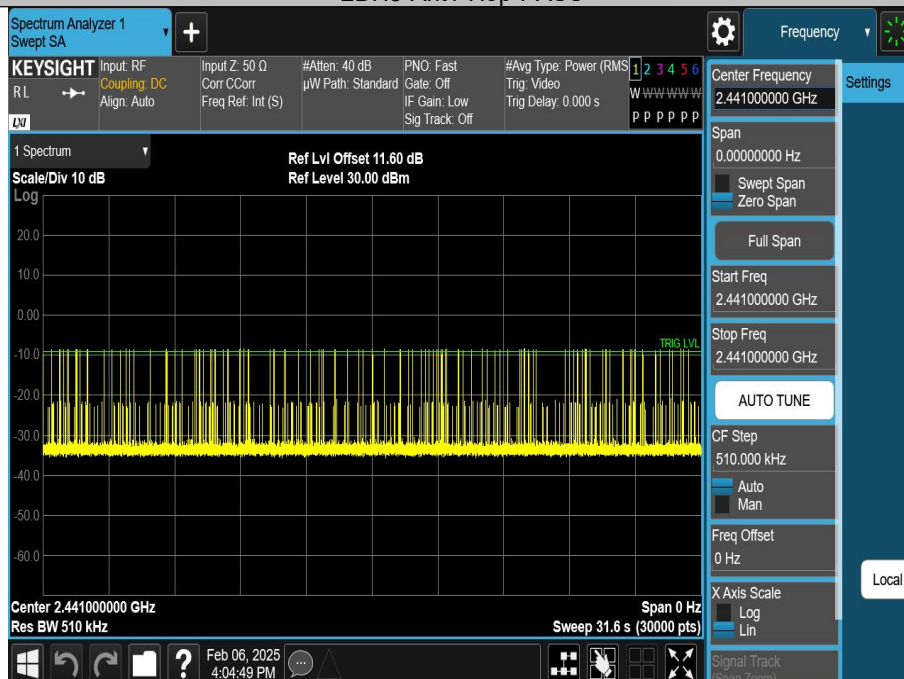 Spectrum Analyzer 1
Swept SA
Frequency
KEYSIGHT
R L
LXI
Input: RF
Coupling: DC
Align: Auto
Input Z: 50 Ω
Corr CCorr
Freq Ref: Int (S)
#Atten: 40 dB
µW Path: Standard
PNO: Fast
Gate: Off
IF Gain: Low
Sig Track: Off
#Avg Type: Power (RMS
Trig: Video
Trig Delay: 0.000 s
1 2 3 4 5 6
W W W W W W
P P P P P P
1 Spectrum
Scale/Div 10 dB
Ref Lvl Offset 11.60 dB
Ref Level 30.00 dBm
Log
20.0
10.0
0.00
TRIG LVL
-10.0
-20.0
-30.0
-40.0
-50.0
-60.0
Center 2.441000000 GHz
Span 0 Hz
Res BW 510 kHz
Sweep 31.6 s (30000 pts)
Feb 06, 2025
4:04:49 PM
Center Frequency
2.441000000 GHz
Settings
Span
0.00000000 Hz
Swept Span
Zero Span
Full Span
Start Freq
2.441000000 GHz
Stop Freq
2.441000000 GHz
AUTO TUNE
CF Step
510.000 kHz
Auto
Man
Freq Offset
0 Hz
Local
X Axis Scale
Log
Lin
Signal Track
(Span Zoom)